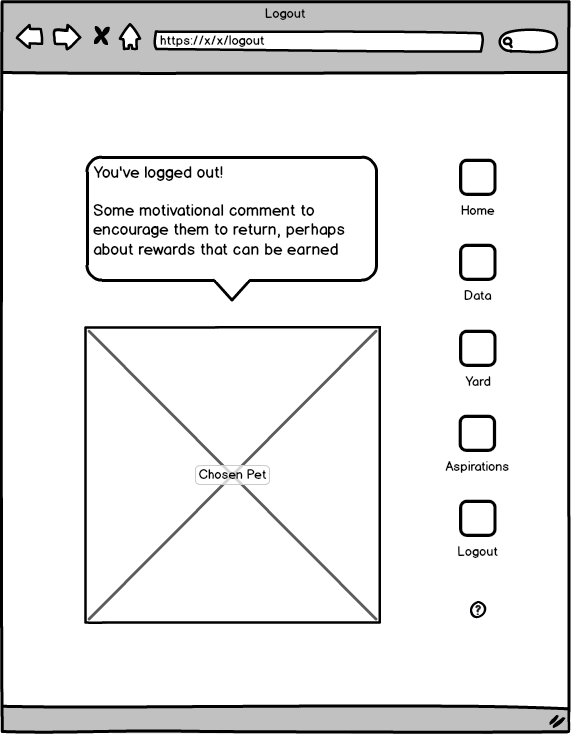 Logout
https://x/x/logout
You've logged out!
Some motivational comment to
encourage them to return, perhaps
about rewards that can be earned
Chosen Pet
Home
Data
Yard
Aspirations
Logout
?